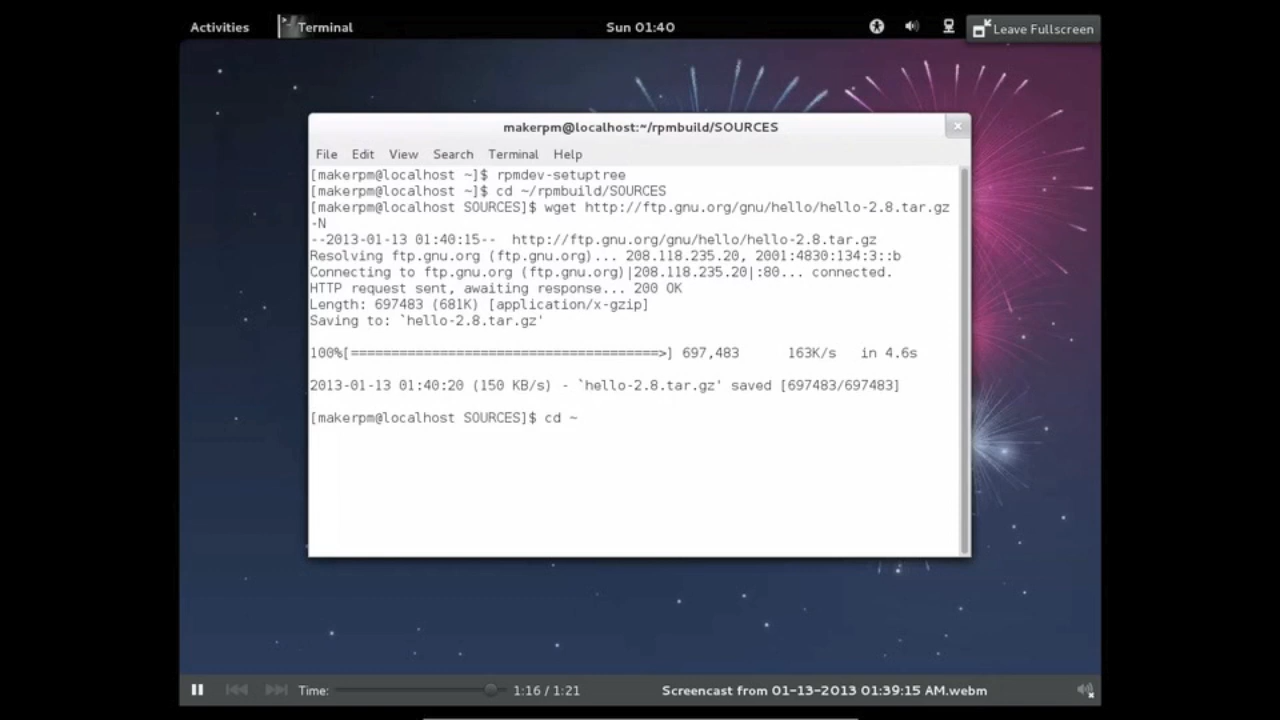 Activities Terminal Sun 01:40 Leave Fullscreen
makerpm@localhost:~/rpmbuild/SOURCES
File Edit View Search Terminal Help
[makerpm@localhost ~]$ rpmdev-setuptree
[makerpm@localhost ~]$ cd ~/rpmbuild/SOURCES
[makerpm@localhost SOURCES]$ wget http://ftp.gnu.org/gnu/hello/hello-2.8.tar.gz
-N
--2013-01-13 01:40:15--  http://ftp.gnu.org/gnu/hello/hello-2.8.tar.gz
Resolving ftp.gnu.org (ftp.gnu.org)... 208.118.235.20, 2001:4830:134:3::b
Connecting to ftp.gnu.org (ftp.gnu.org)|208.118.235.20|:80... connected.
HTTP request sent, awaiting response... 200 OK
Length: 697483 (681K) [application/x-gzip]
Saving to: `hello-2.8.tar.gz'
100%[======================================>] 697,483      163K/s   in 4.6s
2013-01-13 01:40:20 (150 KB/s) - `hello-2.8.tar.gz' saved [697483/697483]
[makerpm@localhost SOURCES]$ cd ~
Time: 1:16 / 1:21 Screencast from 01-13-2013 01:39:15 AM.webm